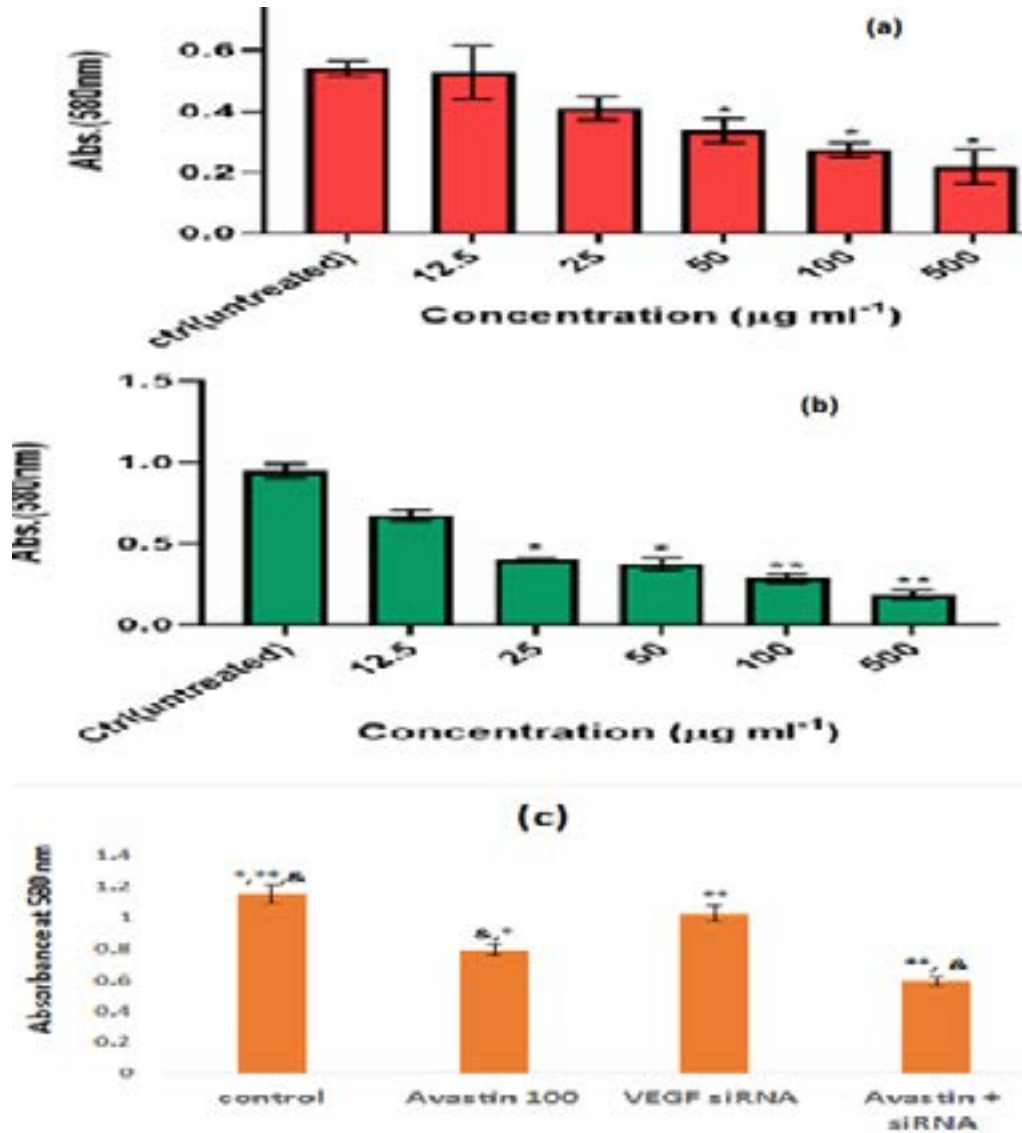 (a)
Abs.(580nm)
0.6
0.4
0.2
0.0
*
*
*
ctrl(untreated)
12.5
25
50
100
500
Concentration (µg ml-1)
(b)
Abs.(580nm)
1.5
1.0
0.5
0.0
*
*
**
**
Ctrl(untreated)
12.5
25
50
100
500
Concentration (µg ml-1)
(c)
Absorbance at 580 nm
1.4
1.2
1
0.8
0.6
0.4
0.2
0
*,**,&
&,*
**
**, &
control
Avastin 100
VEGF siRNA
Avastin +
siRNA